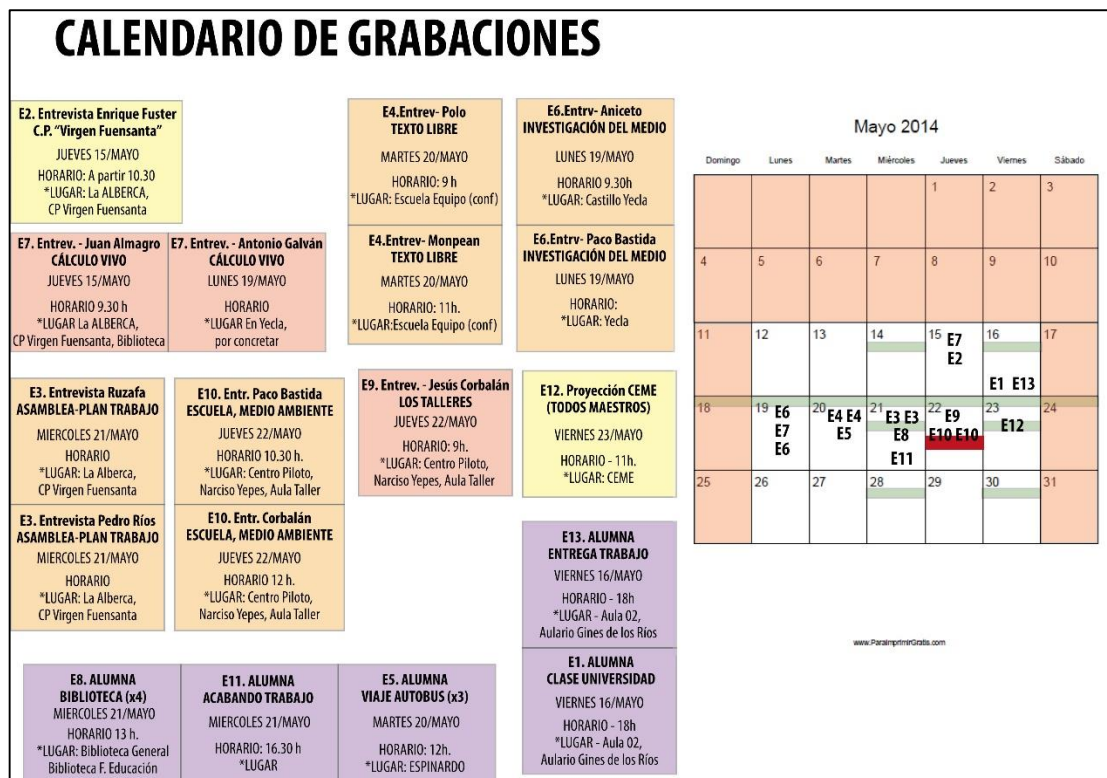 CALENDARIO DE GRABACIONES
E2. Entrevista Enrique Fuster
C.P. "Virgen Fuensanta"
JUEVES 15/MAYO
HORARIO: A partir 10.30
*LUGAR: La ALBERCA,
CP Virgen Fuensanta
E4.Entrev- Polo
TEXTO LIBRE
MARTES 20/MAYO
HORARIO: 9 h
*LUGAR: Escuela Equipo (conf)
E6.Entrv- Aniceto
INVESTIGACIÓN DEL MEDIO
LUNES 19/MAYO
HORARIO 9.30h
*LUGAR: Castillo Yecla
E7. Entrev. - Juan Almagro
CÁLCULO VIVO
JUEVES 15/MAYO
HORARIO 9.30 h
*LUGAR La ALBERCA,
CP Virgen Fuensanta, Biblioteca
E7. Entrev. - Antonio Galván
CÁLCULO VIVO
LUNES 19/MAYO
HORARIO
*LUGAR En Yecla,
por concretar
E4.Entrev- Monpean
TEXTO LIBRE
MARTES 20/MAYO
HORARIO: 11h.
*LUGAR:Escuela Equipo (conf)
E6.Entrv- Paco Bastida
INVESTIGACIÓN DEL MEDIO
LUNES 19/MAYO
HORARIO:
*LUGAR: Yecla
E3. Entrevista Ruzafa
ASAMBLEA-PLAN TRABAJO
MIERCOLES 21/MAYO
HORARIO
*LUGAR: La Alberca,
CP Virgen Fuensanta
E10. Entr. Paco Bastida
ESCUELA, MEDIO AMBIENTE
JUEVES 22/MAYO
HORARIO 10.30 h.
*LUGAR: Centro Piloto,
Narciso Yepes, Aula Taller
E9. Entrev. - Jesús Corbalán
LOS TALLERES
JUEVES 22/MAYO
HORARIO: 9h.
*LUGAR: Centro Piloto,
Narciso Yepes, Aula Taller
E12. Proyección CEME
(TODOS MAESTROS)
VIERNES 23/MAYO
HORARIO - 11h.
*LUGAR: CEME
E3. Entrevista Pedro Ríos
ASAMBLEA-PLAN TRABAJO
MIERCOLES 21/MAYO
HORARIO
*LUGAR: La Alberca,
CP Virgen Fuensanta
E10. Entr. Corbalán
ESCUELA, MEDIO AMBIENTE
JUEVES 22/MAYO
HORARIO 12 h.
*LUGAR: Centro Piloto,
Narciso Yepes, Aula Taller
E13. ALUMNA
ENTREGA TRABAJO
VIERNES 16/MAYO
HORARIO - 18h
*LUGAR - Aula 02,
Aulario Gines de los Ríos
E8. ALUMNA
BIBLIOTECA (x4)
MIERCOLES 21/MAYO
HORARIO 13 h.
*LUGAR: Biblioteca General
Biblioteca F. Educación
E11. ALUMNA
ACABANDO TRABAJO
MIERCOLES 21/MAYO
HORARIO: 16.30 h
*LUGAR
E5. ALUMNA
VIAJE AUTOBUS (x3)
MARTES 20/MAYO
HORARIO: 12h.
*LUGAR: ESPINARDO
E1. ALUMNA
CLASE UNIVERSIDAD
VIERNES 16/MAYO
HORARIO - 18h
*LUGAR - Aula 02,
Aulario Gines de los Ríos
Mayo 2014
Domingo Lunes Martes Miércoles Jueves Viernes Sábado
1 2 3
4 5 6 7 8 9 10
11 12 13 14 15 16 17
E7
E2
E1 E13
18 19 20 21 22 23 24
E6 E4 E4 E3 E3 E9 E12
E7 E5 E8 E10 E10
E6 E11
25 26 27 28 29 30 31
www.ParaImprimirGratis.com